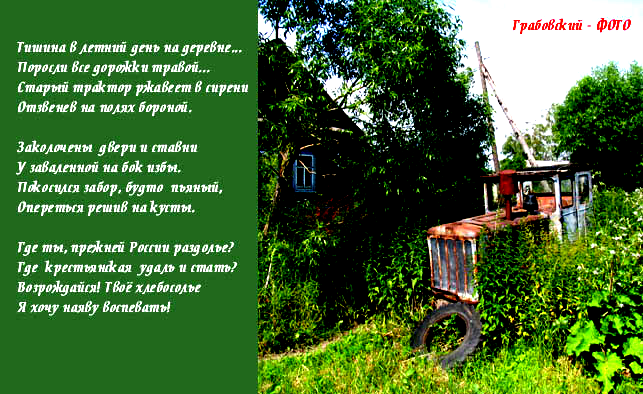 Грабовский - ФОТО
Тишина в летний день на деревне...
Поросли все дорожки травой...
Старый трактор ржавеет в сирени
Отзвенев на полях бороной.
Заколочены двери и ставни
У заваленной на бок избы.
Покосился забор, будто пьяный,
Опереться решив на кусты.
Где ты, прежней России раздолье?
Где крестьянская удаль и стать?
Возрождайся! Твоё хлебосолье
Я хочу наяву воспевать!